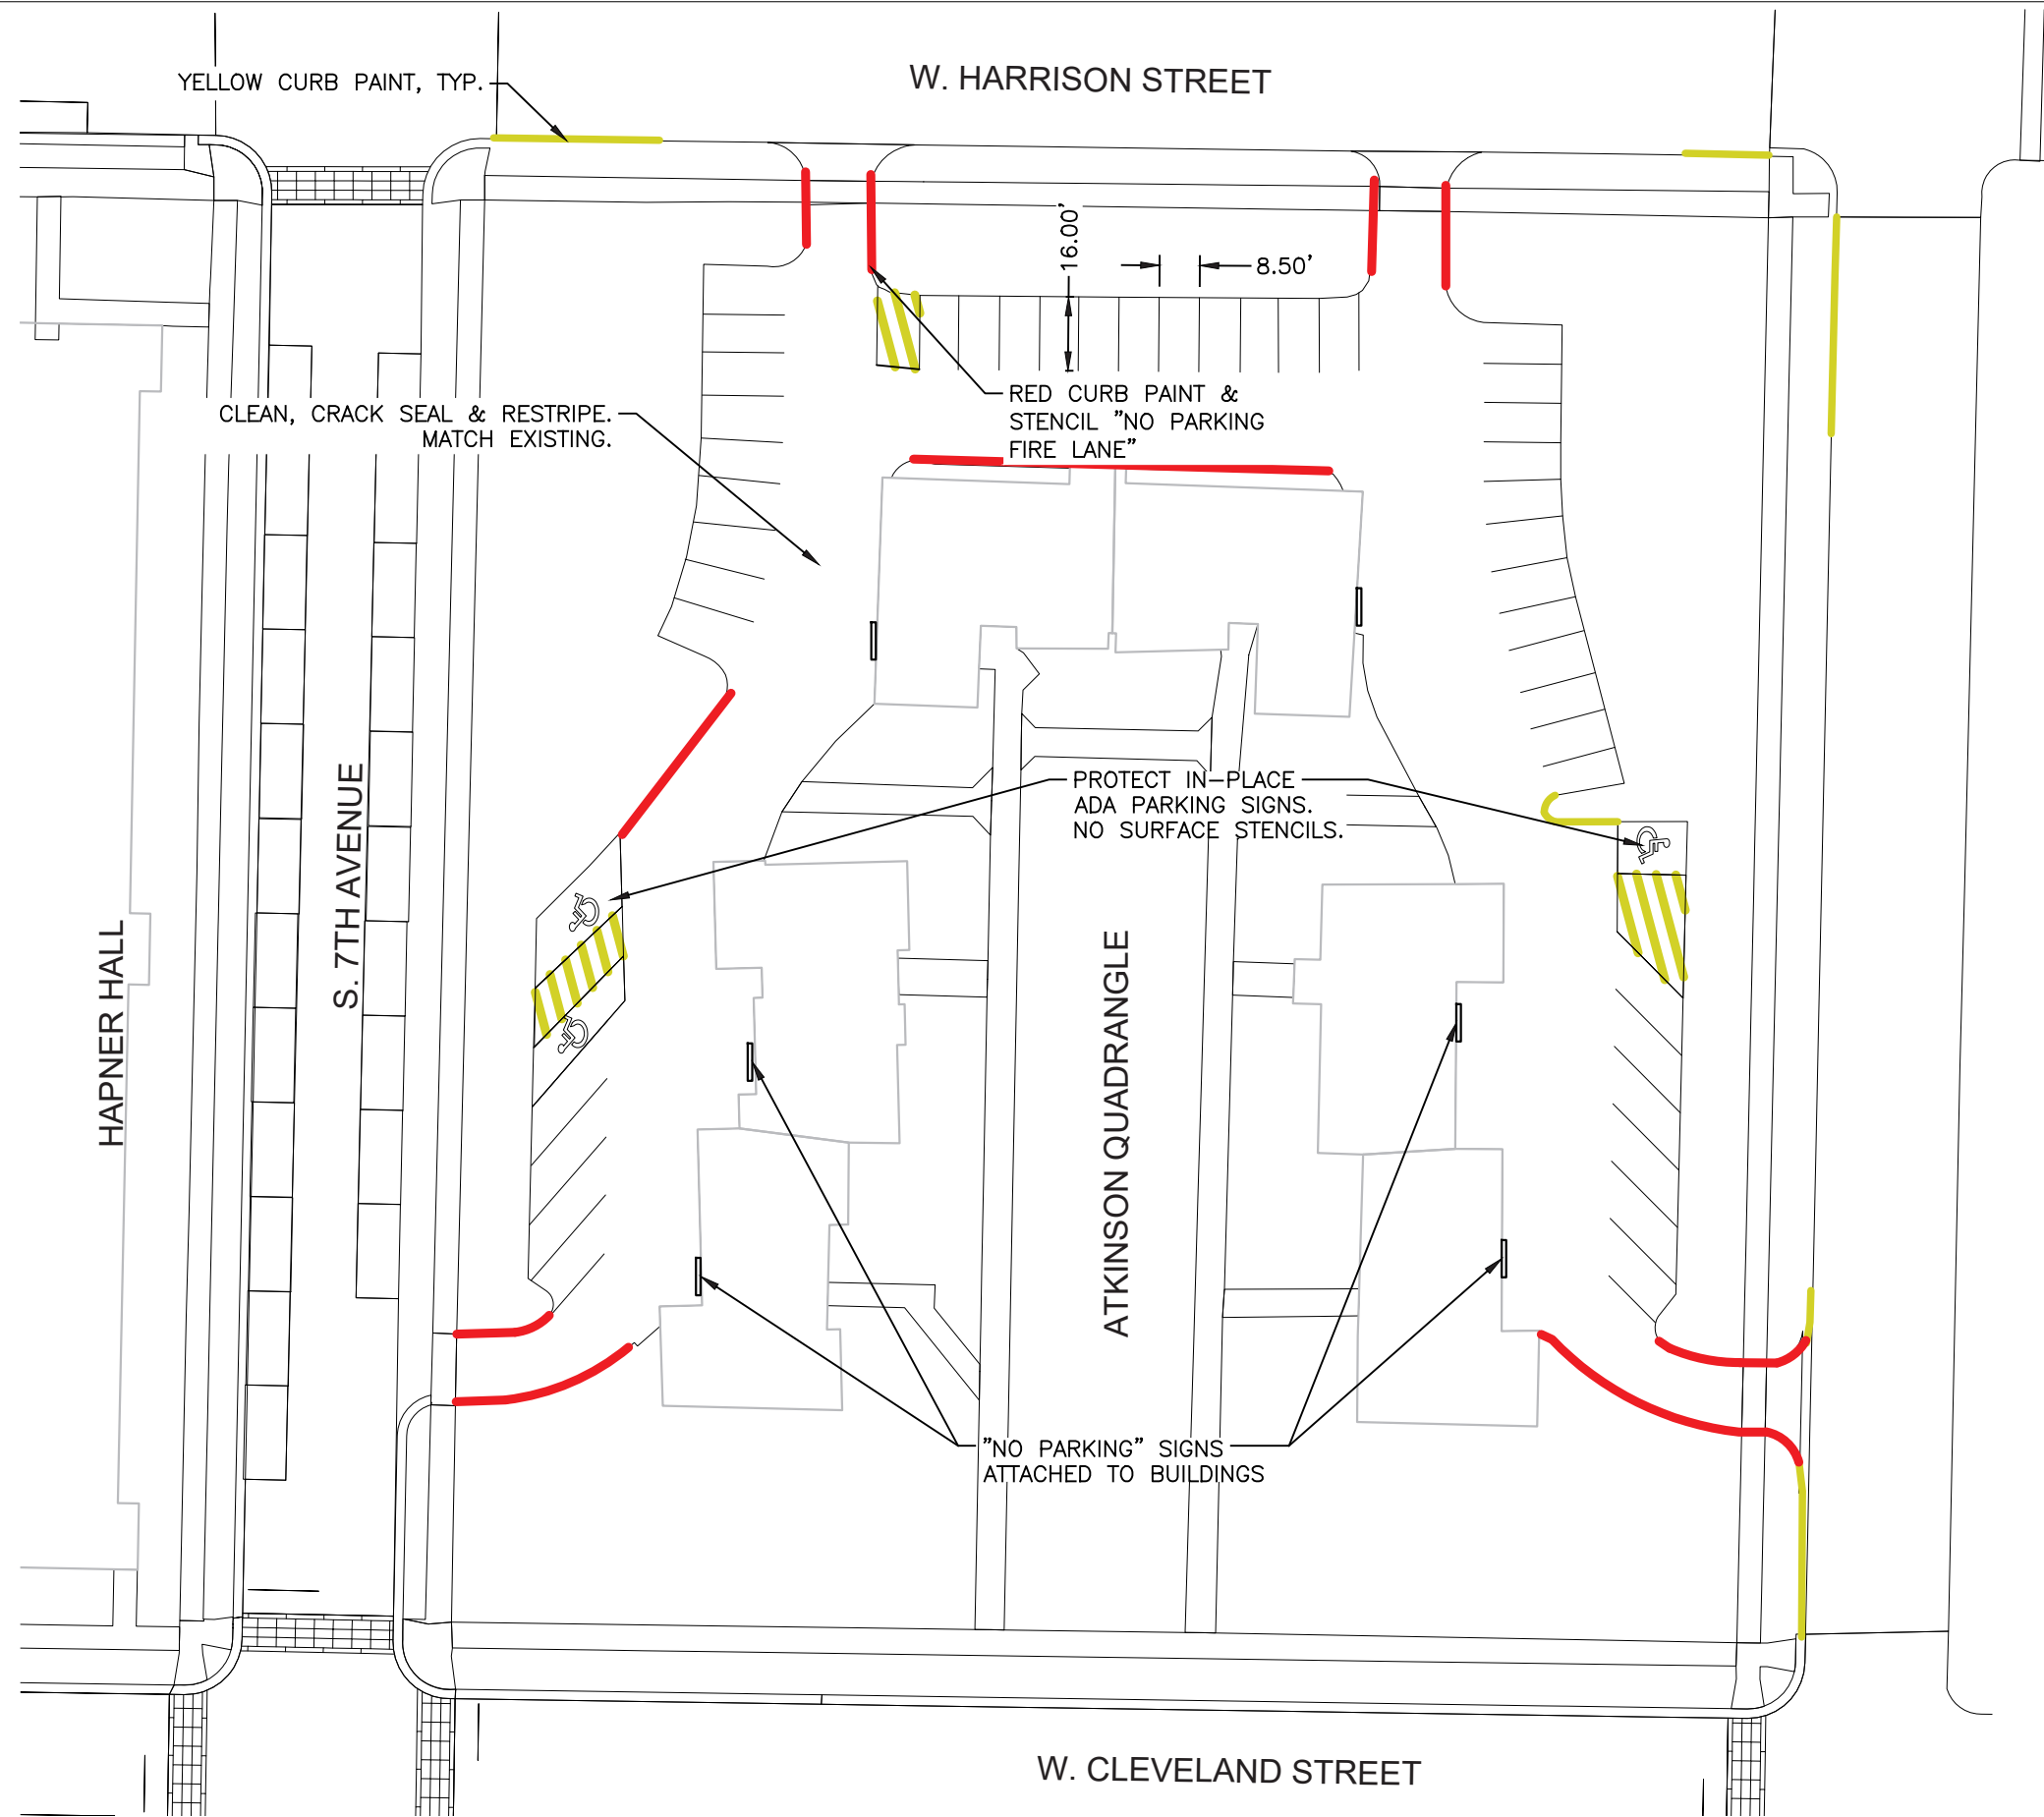 W. HARRISON STREET
YELLOW CURB PAINT, TYP.
16.00'
8.50'
RED CURB PAINT &
STENCIL "NO PARKING
FIRE LANE"
CLEAN, CRACK SEAL & RESTRIPE.
MATCH EXISTING.
PROTECT IN-PLACE
ADA PARKING SIGNS.
NO SURFACE STENCILS.
S. 7TH AVENUE
HAPNER HALL
ATKINSON QUADRANGLE
"NO PARKING" SIGNS
ATTACHED TO BUILDINGS
W. CLEVELAND STREET